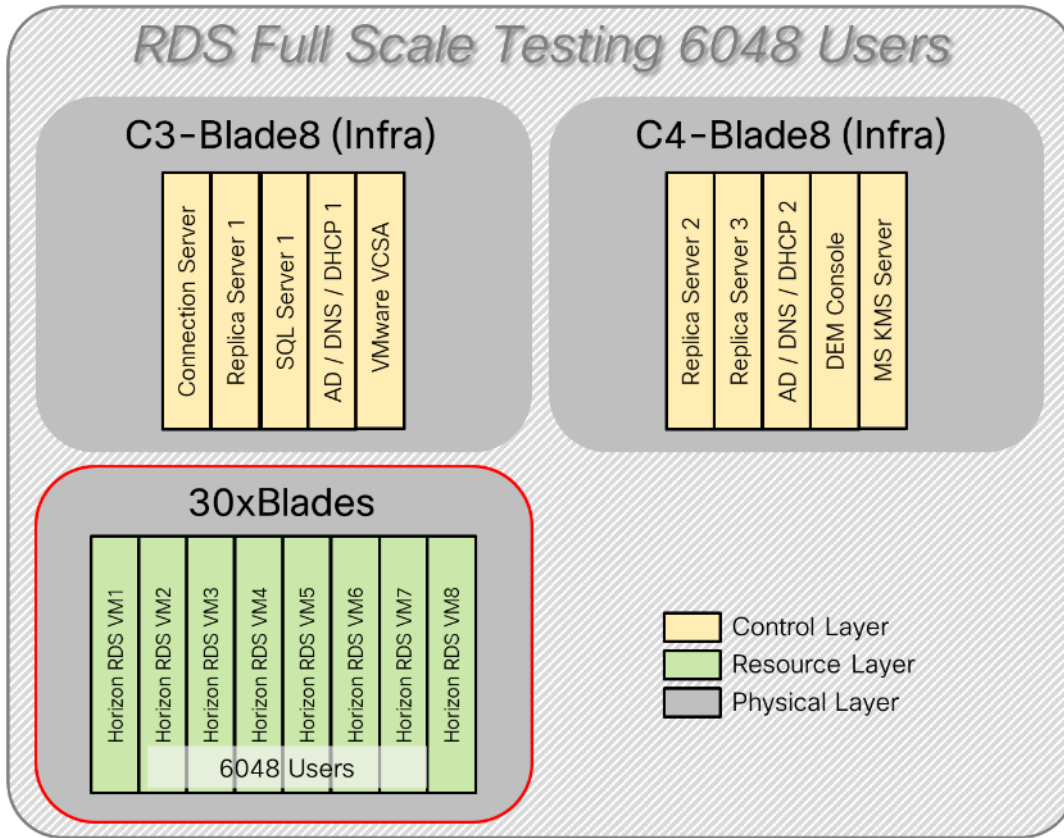 RDS Full Scale Testing 6048 Users
C3-Blade8 (Infra)
Connection Server
Replica Server 1
SQL Server 1
AD / DNS / DHCP 1
VMware VCSA
C4-Blade8 (Infra)
Replica Server 2
Replica Server 3
AD / DNS / DHCP 2
DEM Console
MS KMS Server
30xBlades
Horizon RDS VM1
Horizon RDS VM2
Horizon RDS VM3
Horizon RDS VM4
Horizon RDS VM5
Horizon RDS VM6
Horizon RDS VM7
Horizon RDS VM8
6048 Users
Control Layer
Resource Layer
Physical Layer